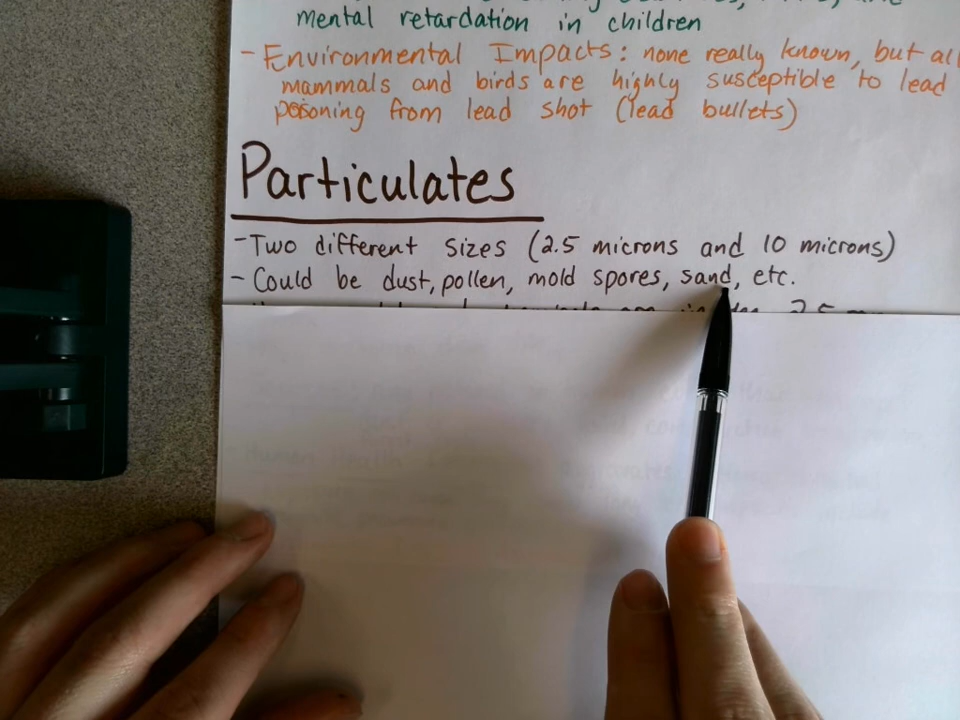 mental retardation in children
- Environmental Impacts: none really known, but all
mammals and birds are highly susceptible to lead
poisoning from lead shot (lead bullets)
Particulates
- Two different sizes (2.5 microns and 10 microns)
- Could be dust, pollen, mold spores, sand, etc.